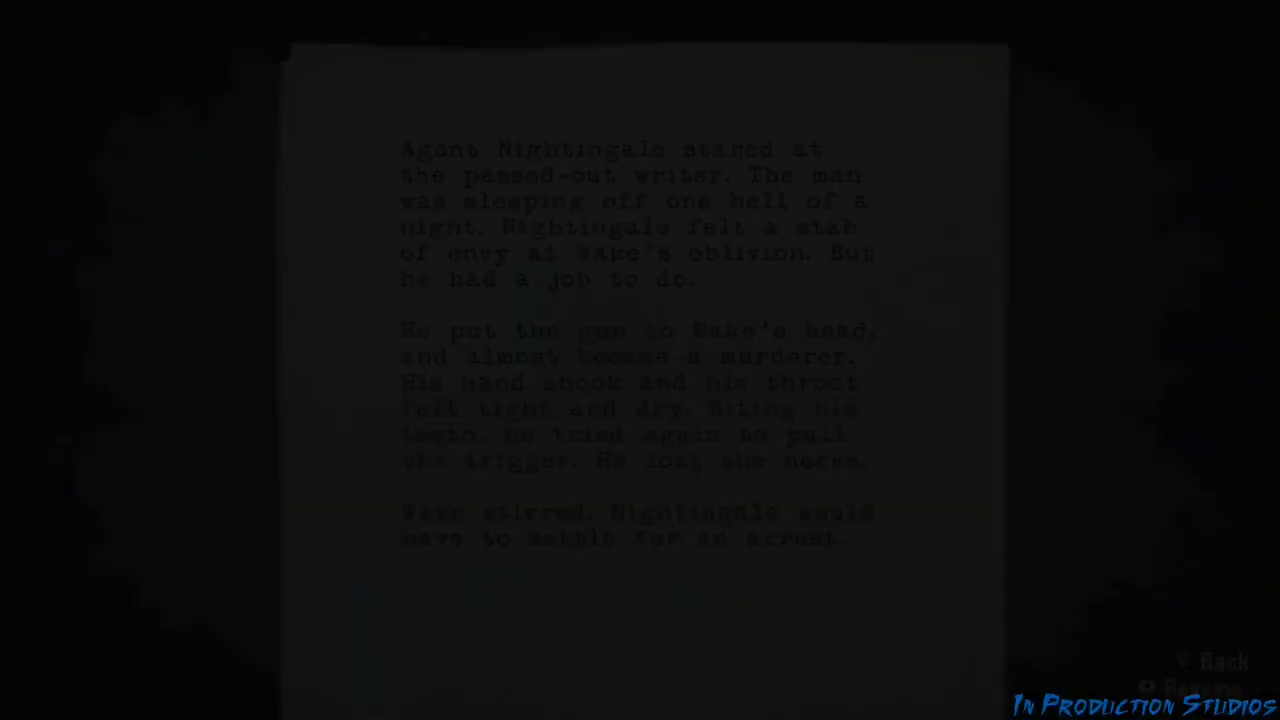 Agent Nightingale stared at
the passed-out writer. The man
was sleeping off one hell of a
night. Nightingale felt a stab
of envy at Wake's oblivion. But
he had a job to do.
He put the gun to Wake's head,
and almost became a murderer.
His hand shook and his throat
felt tight and dry. Biting his
teeth, he tried again to pull
the trigger. He lost the nerve.
Wake stirred. Nightingale would
have to settle for an arrest.
Back
Resume
In Production Studios